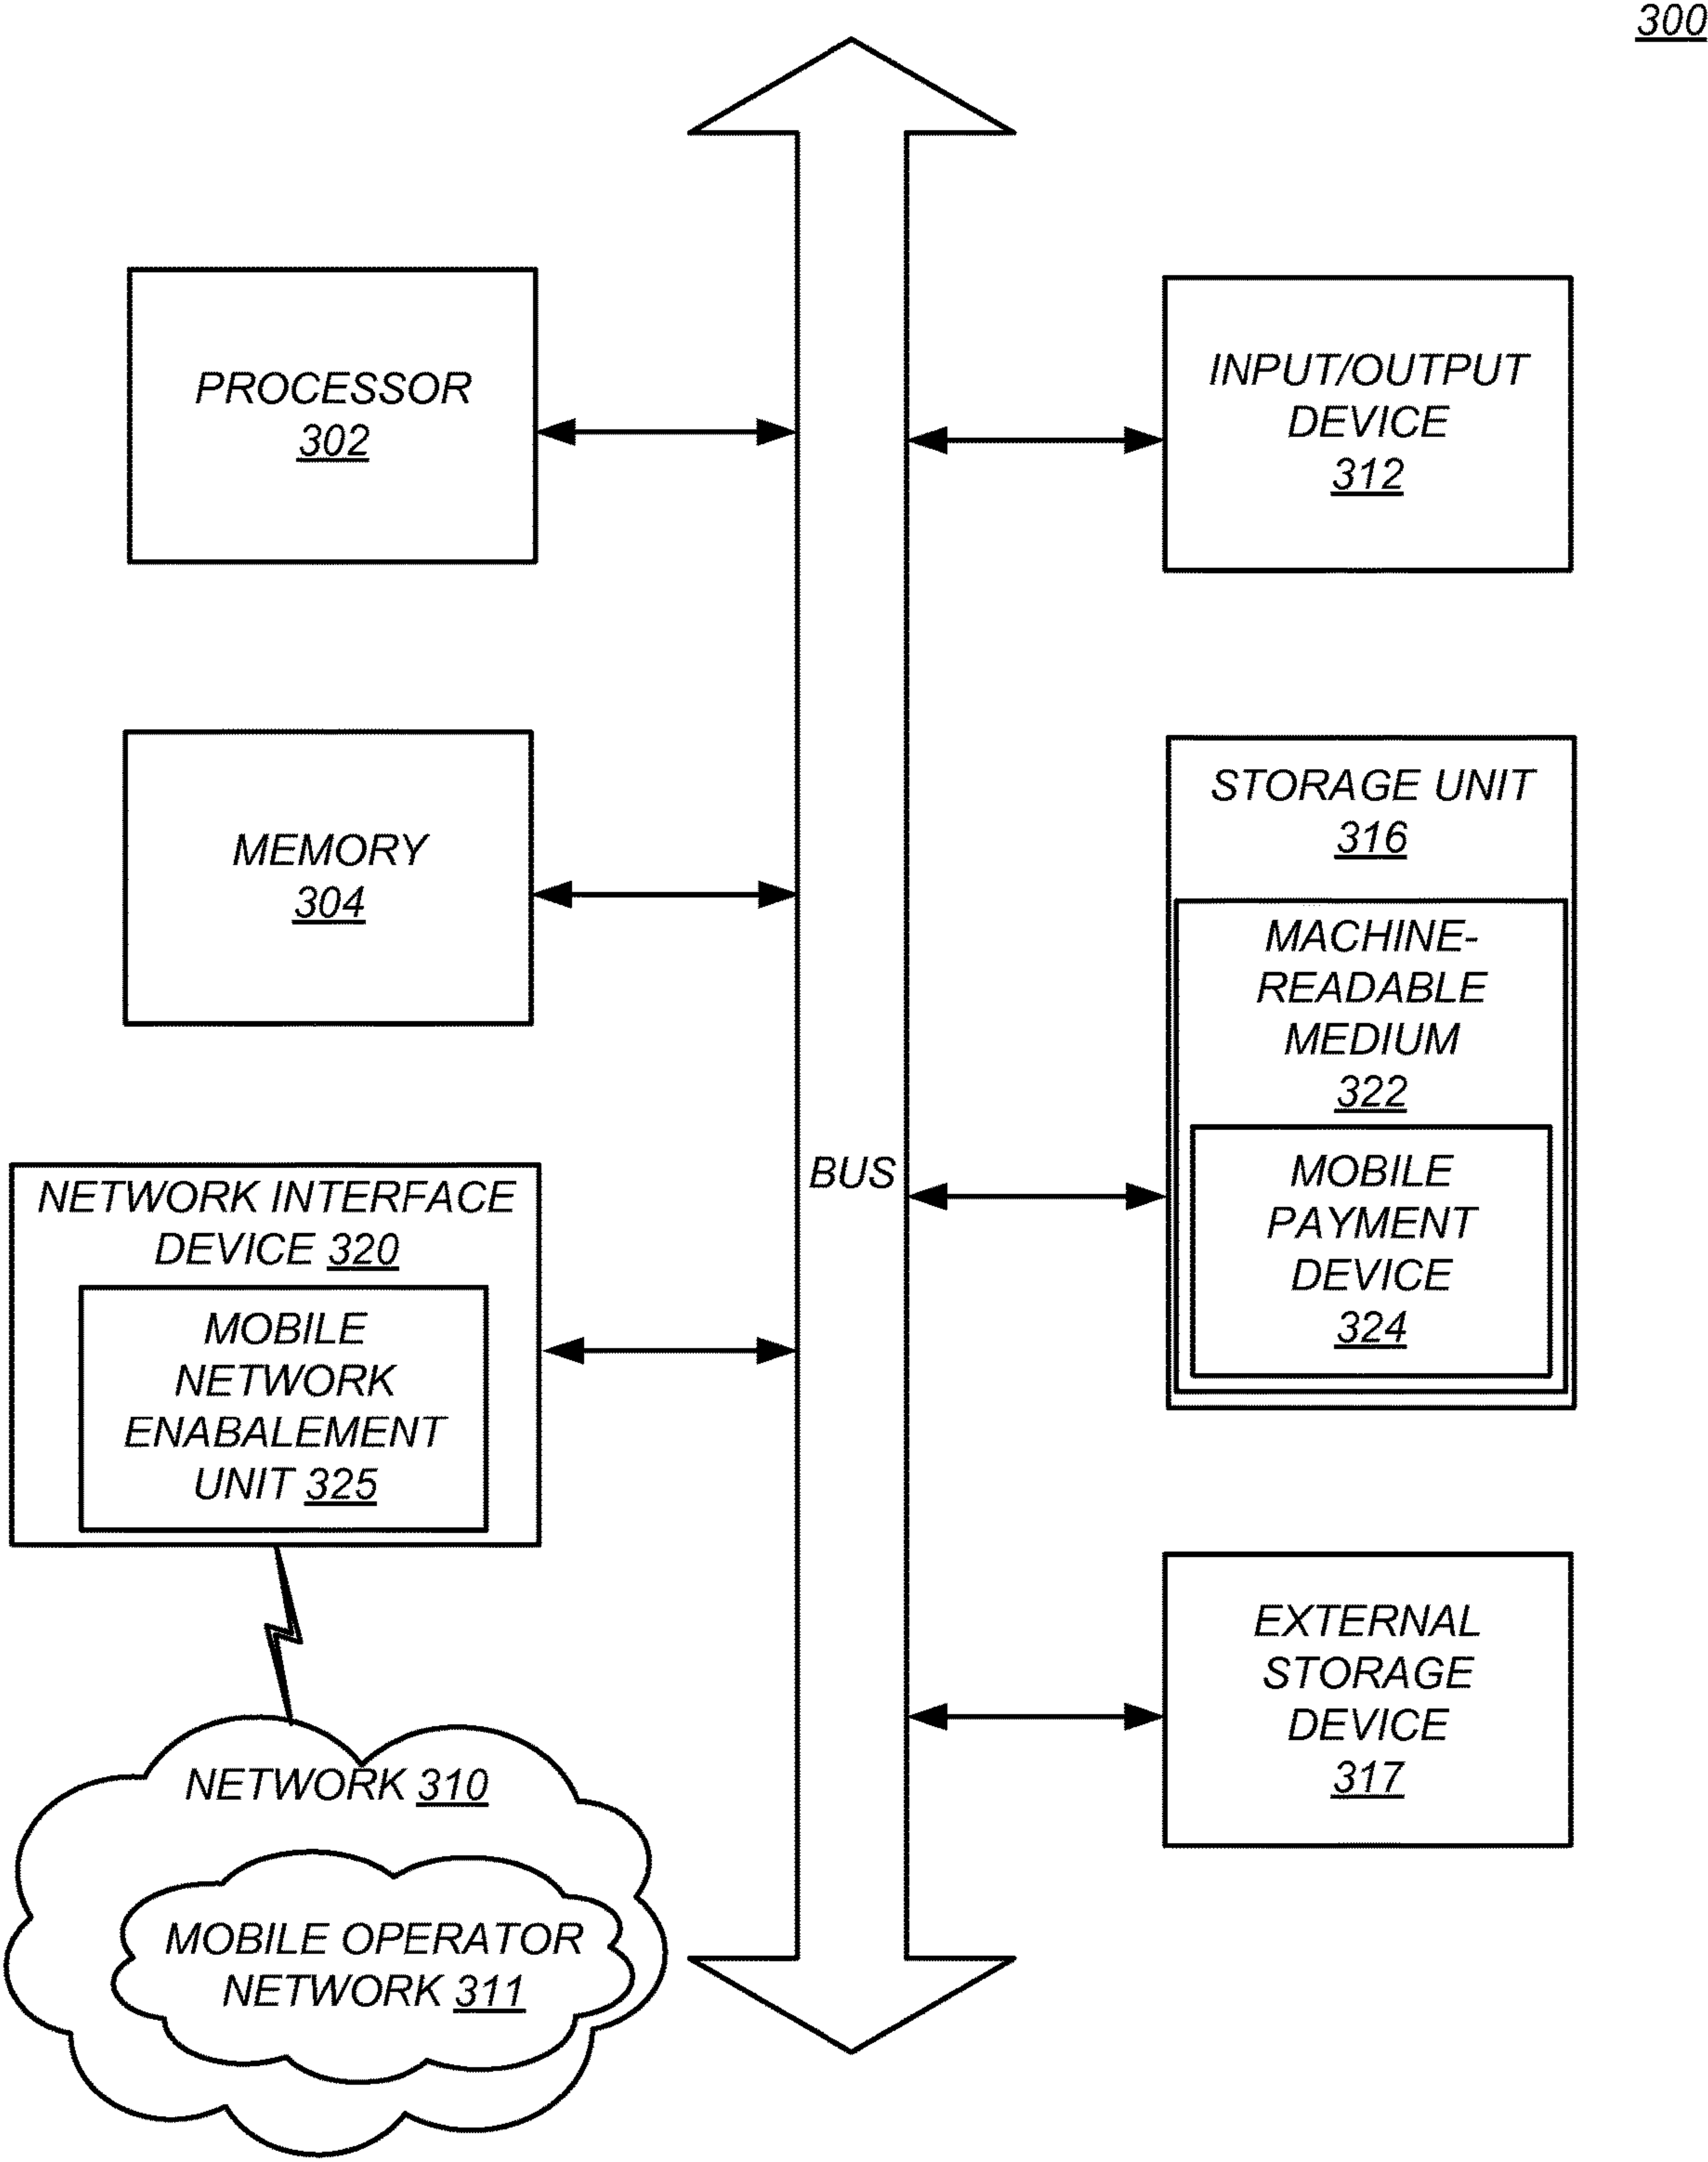 300
PROCESSOR
302
INPUT/OUTPUT
DEVICE
312
MEMORY
304
STORAGE UNIT
316
MACHINE-
READABLE
MEDIUM
322
MOBILE
PAYMENT
DEVICE
324
BUS
NETWORK INTERFACE
DEVICE 320
MOBILE
NETWORK
ENABALEMENT
UNIT 325
EXTERNAL
STORAGE
DEVICE
317
NETWORK 310
MOBILE OPERATOR
NETWORK 311